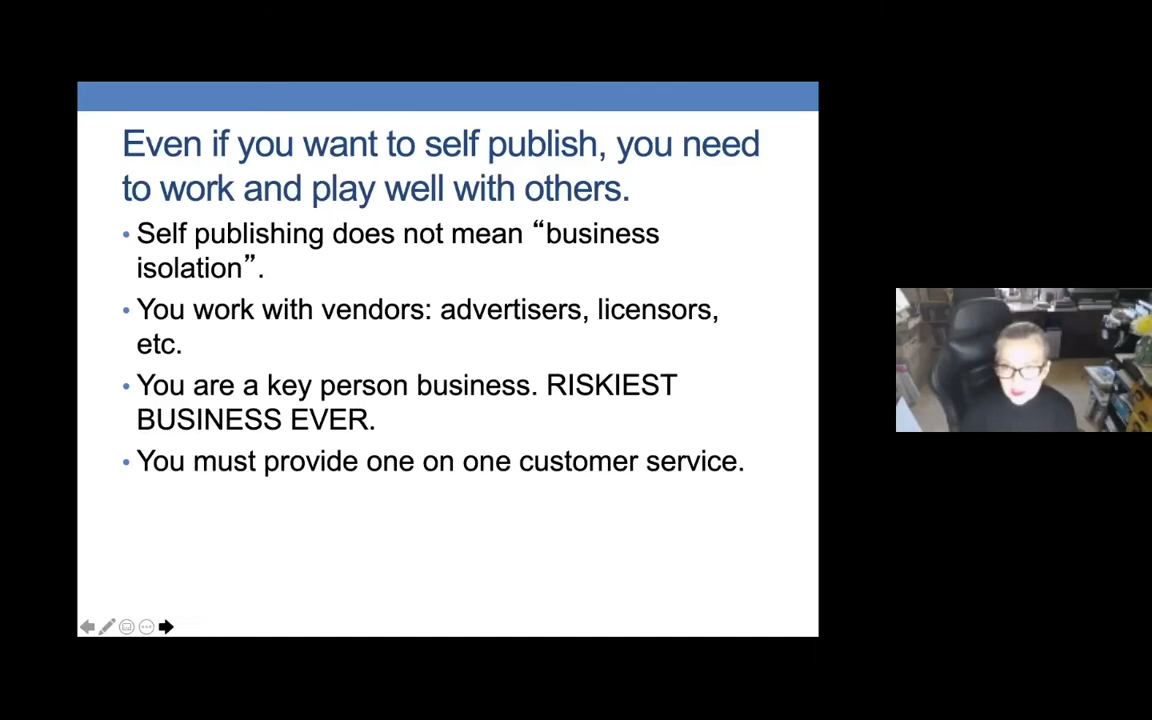 Even if you want to self publish, you need
to work and play well with others.
• Self publishing does not mean “business
isolation”.
• You work with vendors: advertisers, licensors,
etc.
• You are a key person business. RISKIEST
BUSINESS EVER.
• You must provide one on one customer service.